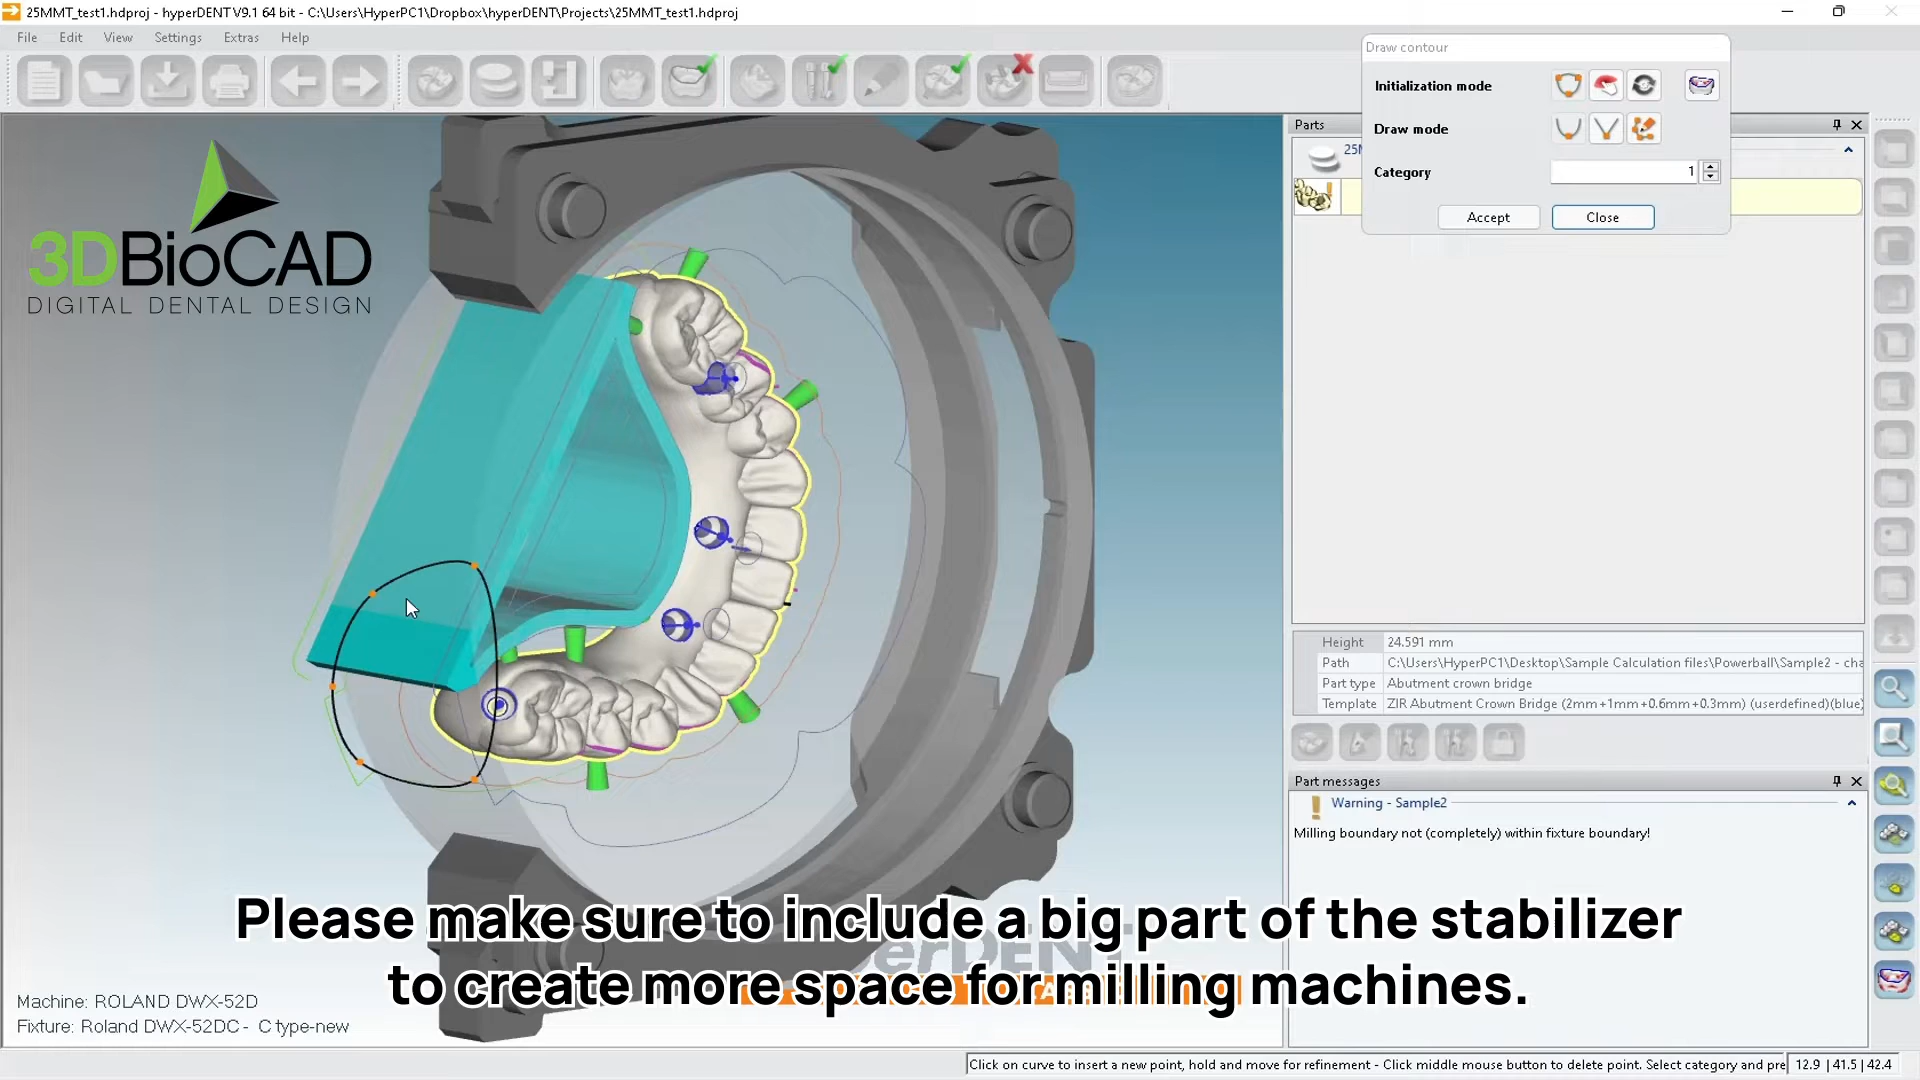 25MMT_test1.hdproj - hyperDENT V9.1 64 bit - C:\Users\HyperPC1\Dropbox\hyperDENT\Projects\25MMT_test1.hdproj
File Edit View Settings Extras Help
Draw contour
Initialization mode
Draw mode
Category 1
Accept Close
Parts
3DBioCAD
DIGITAL DENTAL DESIGN
Height 24.591 mm
Path C:\Users\HyperPC1\Desktop\Sample Calculation files\Powerball\Sample2 - cha
Part type Abutment crown bridge
Template ZIR Abutment Crown Bridge (2mm+1mm+0.6mm+0.3mm) (userdefined)(blue)
Part messages
Warning - Sample2
Milling boundary not (completely) within fixture boundary!
Please make sure to include a big part of the stabilizer
to create more space for milling machines.
Machine: ROLAND DWX-52D
Fixture: Roland DWX-52DC - C type-new
Click on curve to insert a new point, hold and move for refinement - Click middle mouse button to delete point. Select category and pre
12.9 | 41.5 | 42.4